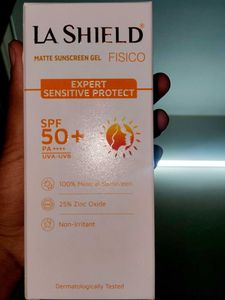 LA SHIELD®
MATTE SUNSCREEN GEL FISICO
EXPERT
SENSITIVE PROTECT
SPF
50+
PA ++++
UVA-UVB
100% Mineral Sunscreen
25% Zinc Oxide
Non-Irritant
Dermatologically Tested